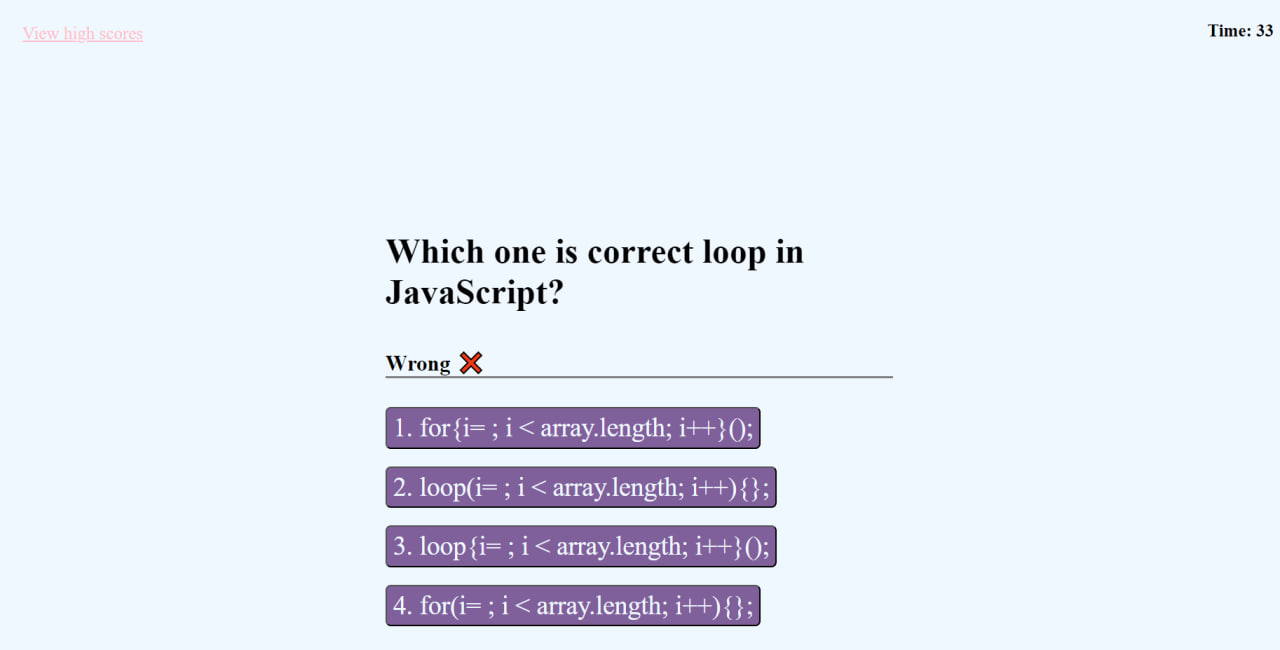 View high scores
Time: 33
Which one is correct loop in
JavaScript?
Wrong ❌
1. for{i= ; i < array.length; i++}();
2. loop(i= ; i < array.length; i++){};
3. loop{i= ; i < array.length; i++}();
4. for(i= ; i < array.length; i++){};